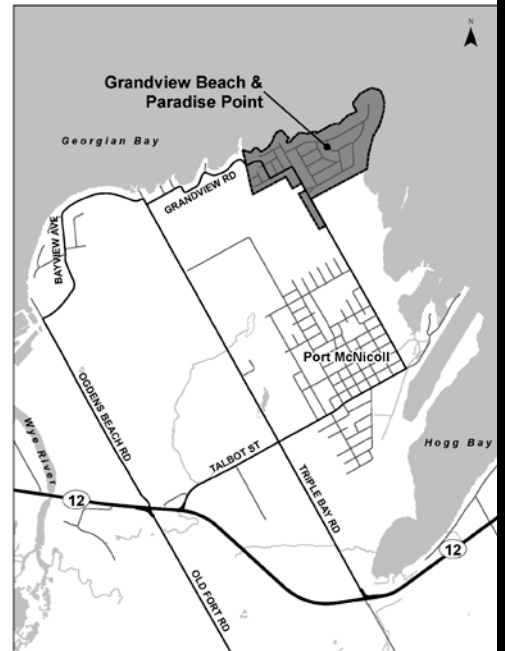 N
Grandview Beach &
Paradise Point
Georgian Bay
GRANDVIEW RD
BAYVIEW AVE
Port McNicoll
OGDENS BEACH RD
Wye River
TALBOT ST
Hogg Bay
TRIPLE BAY RD
12
12
OLD FORT RD